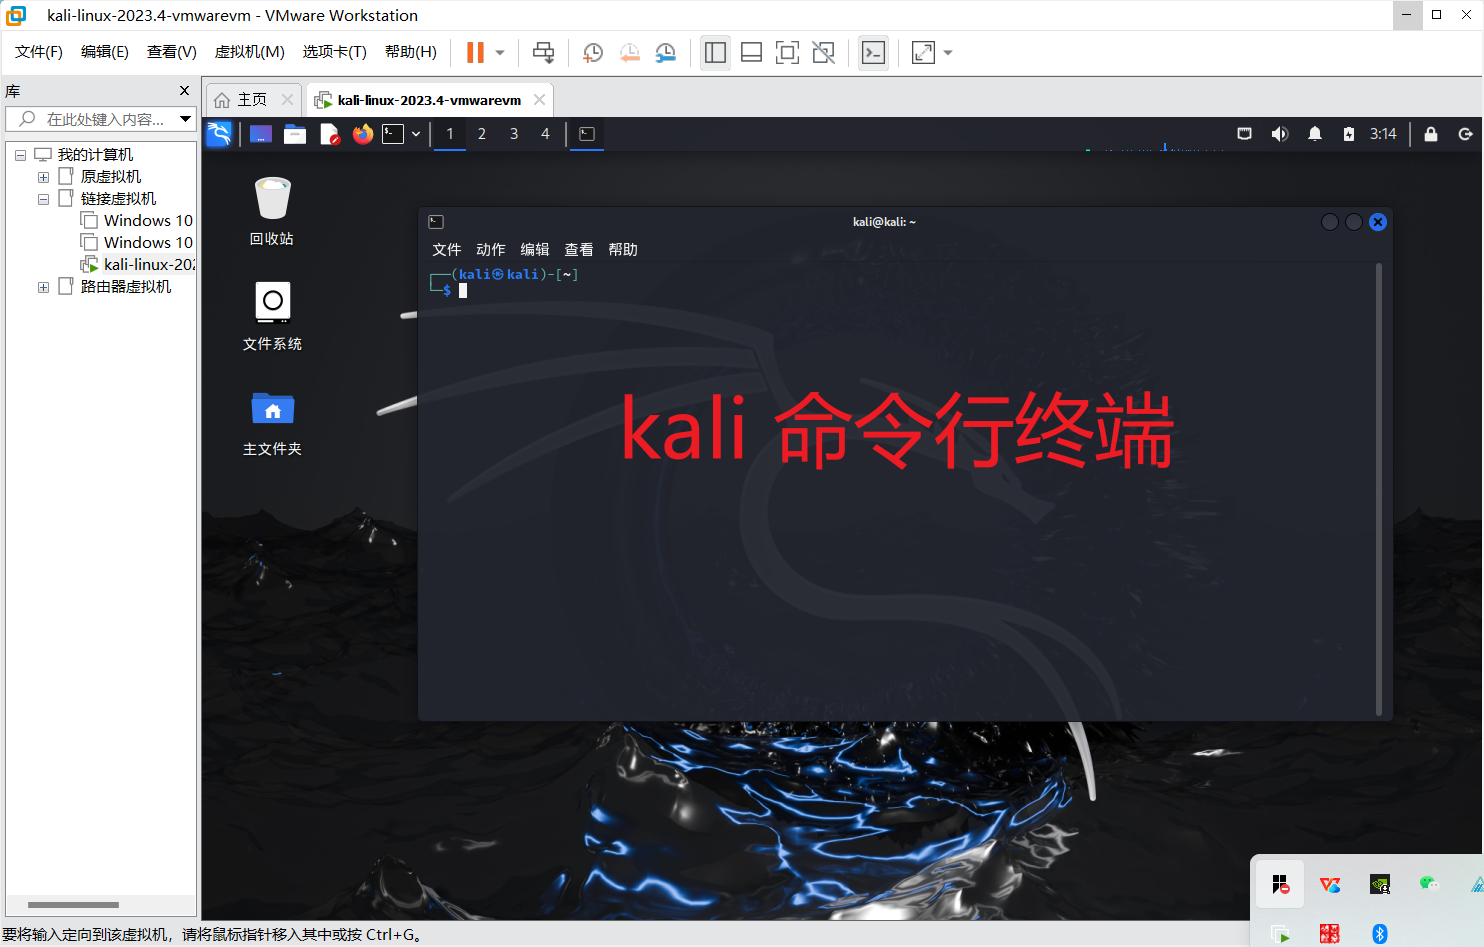 kali-linux-2023.4-vmwarevm - VMware Workstation
文件(F) 编辑(E) 查看(V) 虚拟机(M) 选项卡(T) 帮助(H)
库
在此处键入内容...
我的计算机
原虚拟机
链接虚拟机
Windows 10
Windows 10
kali-linux-202
路由器虚拟机
主页
kali-linux-2023.4-vmwarevm
1 2 3 4
3:14
回收站
文件系统
主文件夹
kali@kali: ~
文件 动作 编辑 查看 帮助
┌──(kali㉿kali)-[~]
└─$
kali 命令行终端
要将输入定向到该虚拟机，请将鼠标指针移入其中或按 Ctrl+G。